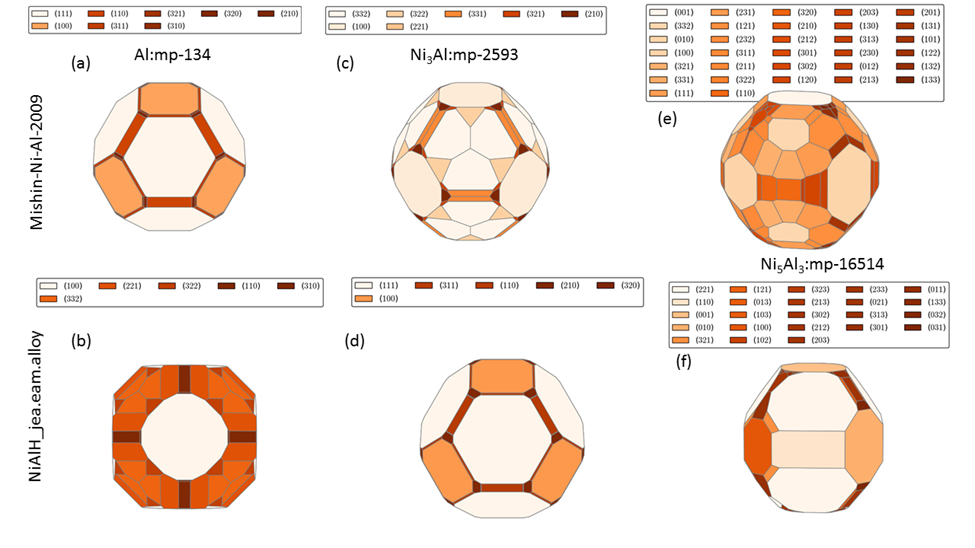 (111) (110) (321) (320) (210)
(100) (311) (310)
(332) (322) (331) (321) (210)
(100) (221)
(001) (231) (320) (203) (201)
(332) (121) (210) (130) (131)
(010) (232) (212) (313) (101)
(100) (311) (301) (230) (122)
(321) (211) (302) (012) (132)
(331) (322) (120) (213) (133)
(111) (110)
Al:mp-134
Ni3Al:mp-2593
(a)
(c)
(e)
Mishin-Ni-Al-2009
Ni5Al3:mp-16514
(100) (221) (322) (110) (310)
(332)
(111) (311) (110) (210) (320)
(100)
(221) (121) (323) (233) (011)
(110) (013) (213) (021) (133)
(001) (103) (302) (313) (032)
(010) (100) (212) (301) (031)
(321) (102) (203)
(b)
(d)
(f)
NiAlH_jea.eam.alloy